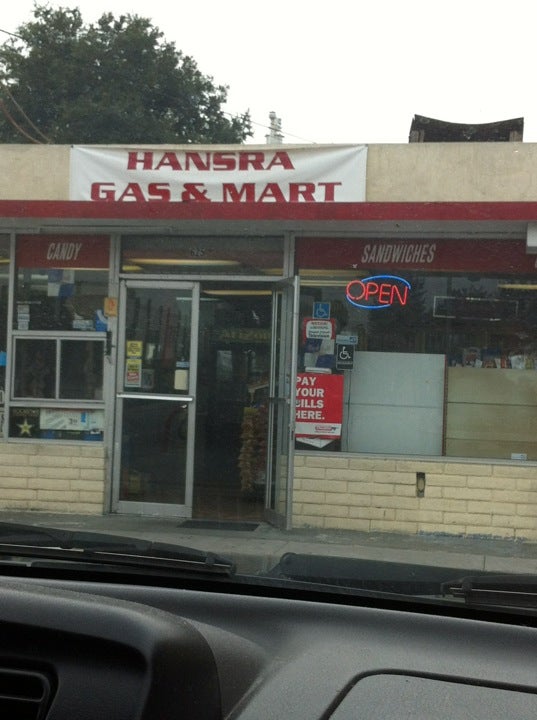 HANSRA
GAS & MART
CANDY
SANDWICHES
OPEN
PAY
YOUR
BILLS
HERE.